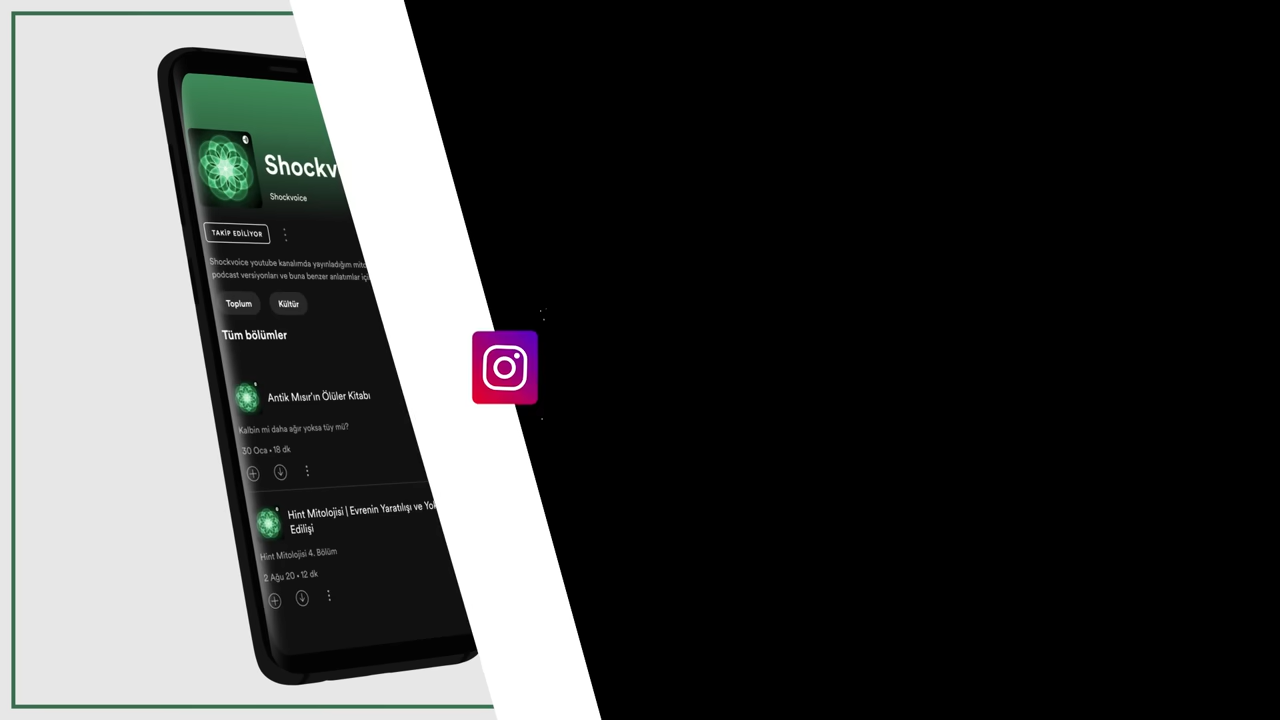 Shockv
Shockvoice
TAKİP EDİLİYOR
Shockvoice youtube kanalımda yayınladığım
podcast versiyonları ve buna benzer anlatımlar
Toplum Kültür
Tüm bölümler
Antik Mısır'ın Ölüler Kitabı
Kalbin mi daha ağır yoksa tüy mü?
30 Oca • 18 dk
Hint Mitolojisi | Evrenin Yaratılışı ve
Edilişi
Hint Mitolojisi 4. Bölüm
2 Ağu 20 • 12 dk